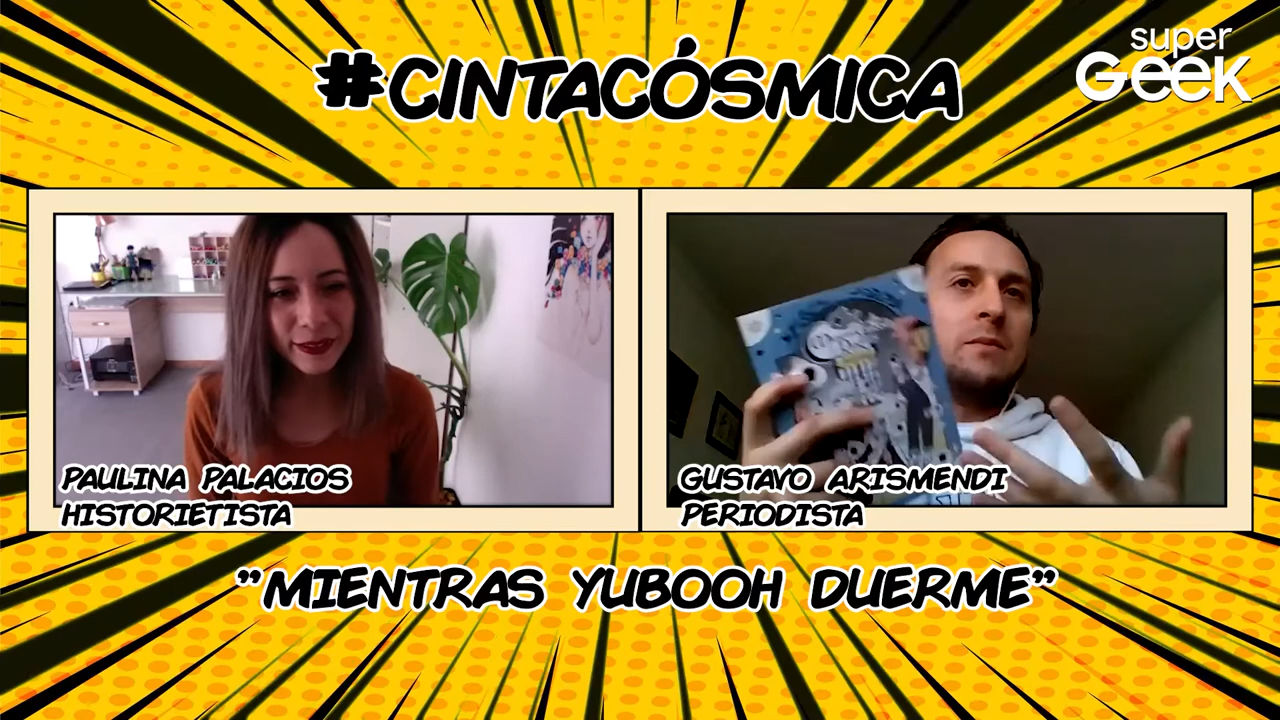 super
GEEK
#CINTACÓSMICA
PAULINA PALACIOS
HISTORIETISTA
GUSTAVO ARISMENDI
PERIODISTA
"MIENTRAS YUBOOH DUERME"